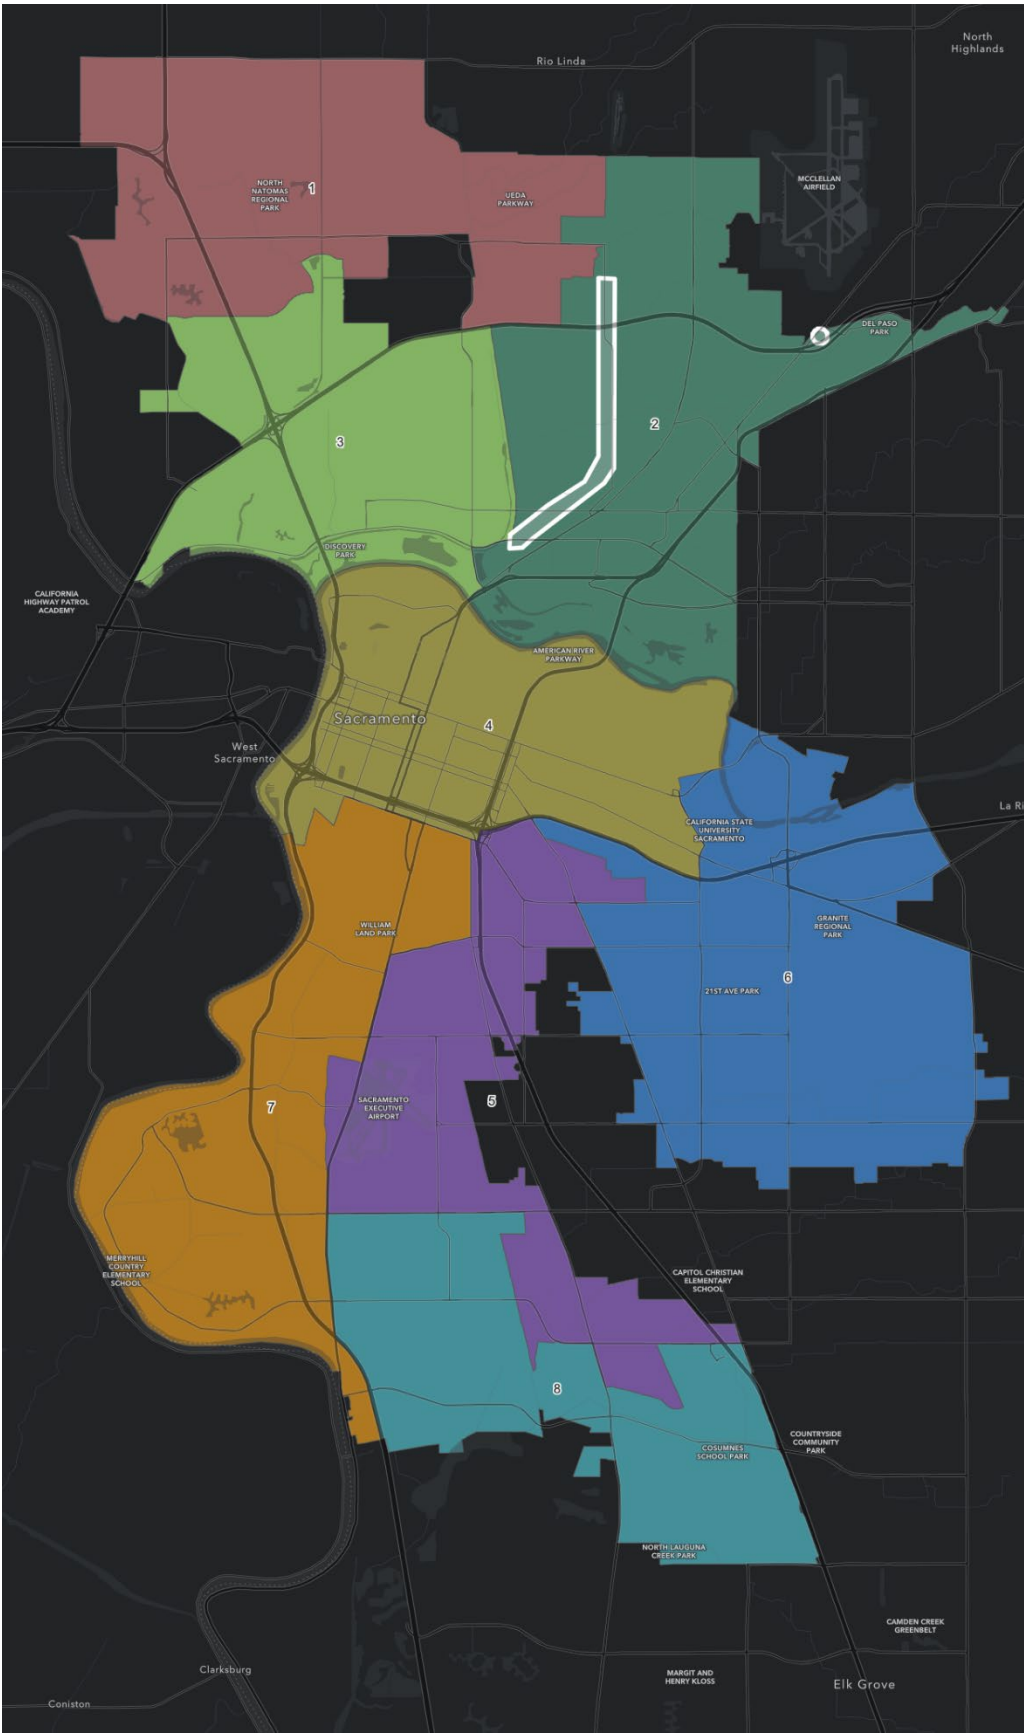 North
Highlands
Rio Linda
MCCLELLAN
AIRFIELD
NORTH
NATOMAS
REGIONAL
PARK
1
UEDA
PARKWAY
DEL PASO
PARK
2
3
DISCOVERY
PARK
CALIFORNIA
HIGHWAY PATROL
ACADEMY
AMERICAN RIVER
PARKWAY
Sacramento
4
West
Sacramento
La Ri
CALIFORNIA STATE
UNIVERSITY
SACRAMENTO
WILLIAM
LAND PARK
GRANITE
REGIONAL
PARK
6
21ST AVE PARK
SACRAMENTO
EXECUTIVE
AIRPORT
5
7
MERRYHILL
COUNTRY
ELEMENTARY
SCHOOL
CAPITOL CHRISTIAN
ELEMENTARY
SCHOOL
8
COSUMNES
SCHOOL PARK
COUNTRYSIDE
COMMUNITY
PARK
NORTH LAUGUNA
CREEK PARK
CAMDEN CREEK
GREENBELT
Clarksburg
MARGIT AND
HENRY KLOSS
Elk Grove
Coniston